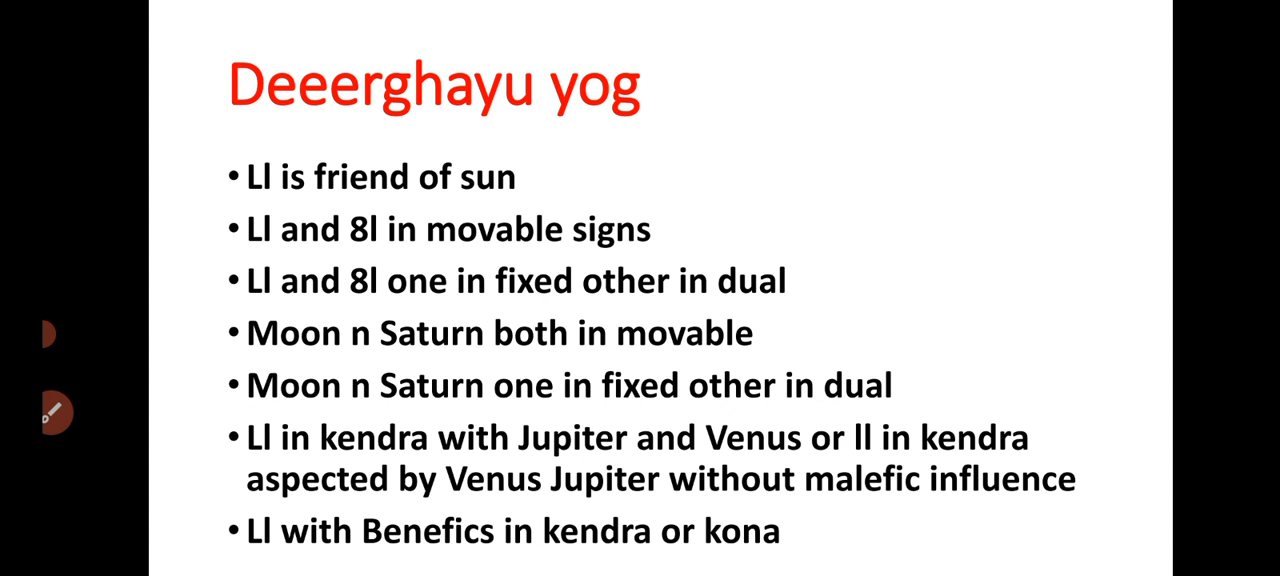 Deeerghayu yog
• Ll is friend of sun
• Ll and 8l in movable signs
• Ll and 8l one in fixed other in dual
• Moon n Saturn both in movable
• Moon n Saturn one in fixed other in dual
• Ll in kendra with Jupiter and Venus or ll in kendra
aspected by Venus Jupiter without malefic influence
• Ll with Benefics in kendra or kona